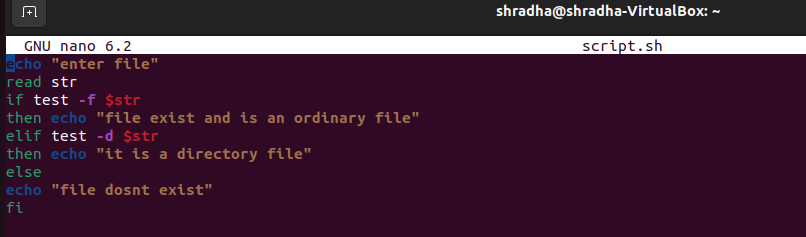 shradha@shradha-VirtualBox: ~
GNU nano 6.2 script.sh
echo "enter file"
read str
if test -f $str
then echo "file exist and is an ordinary file"
elif test -d $str
then echo "it is a directory file"
else
echo "file dosnt exist"
fi